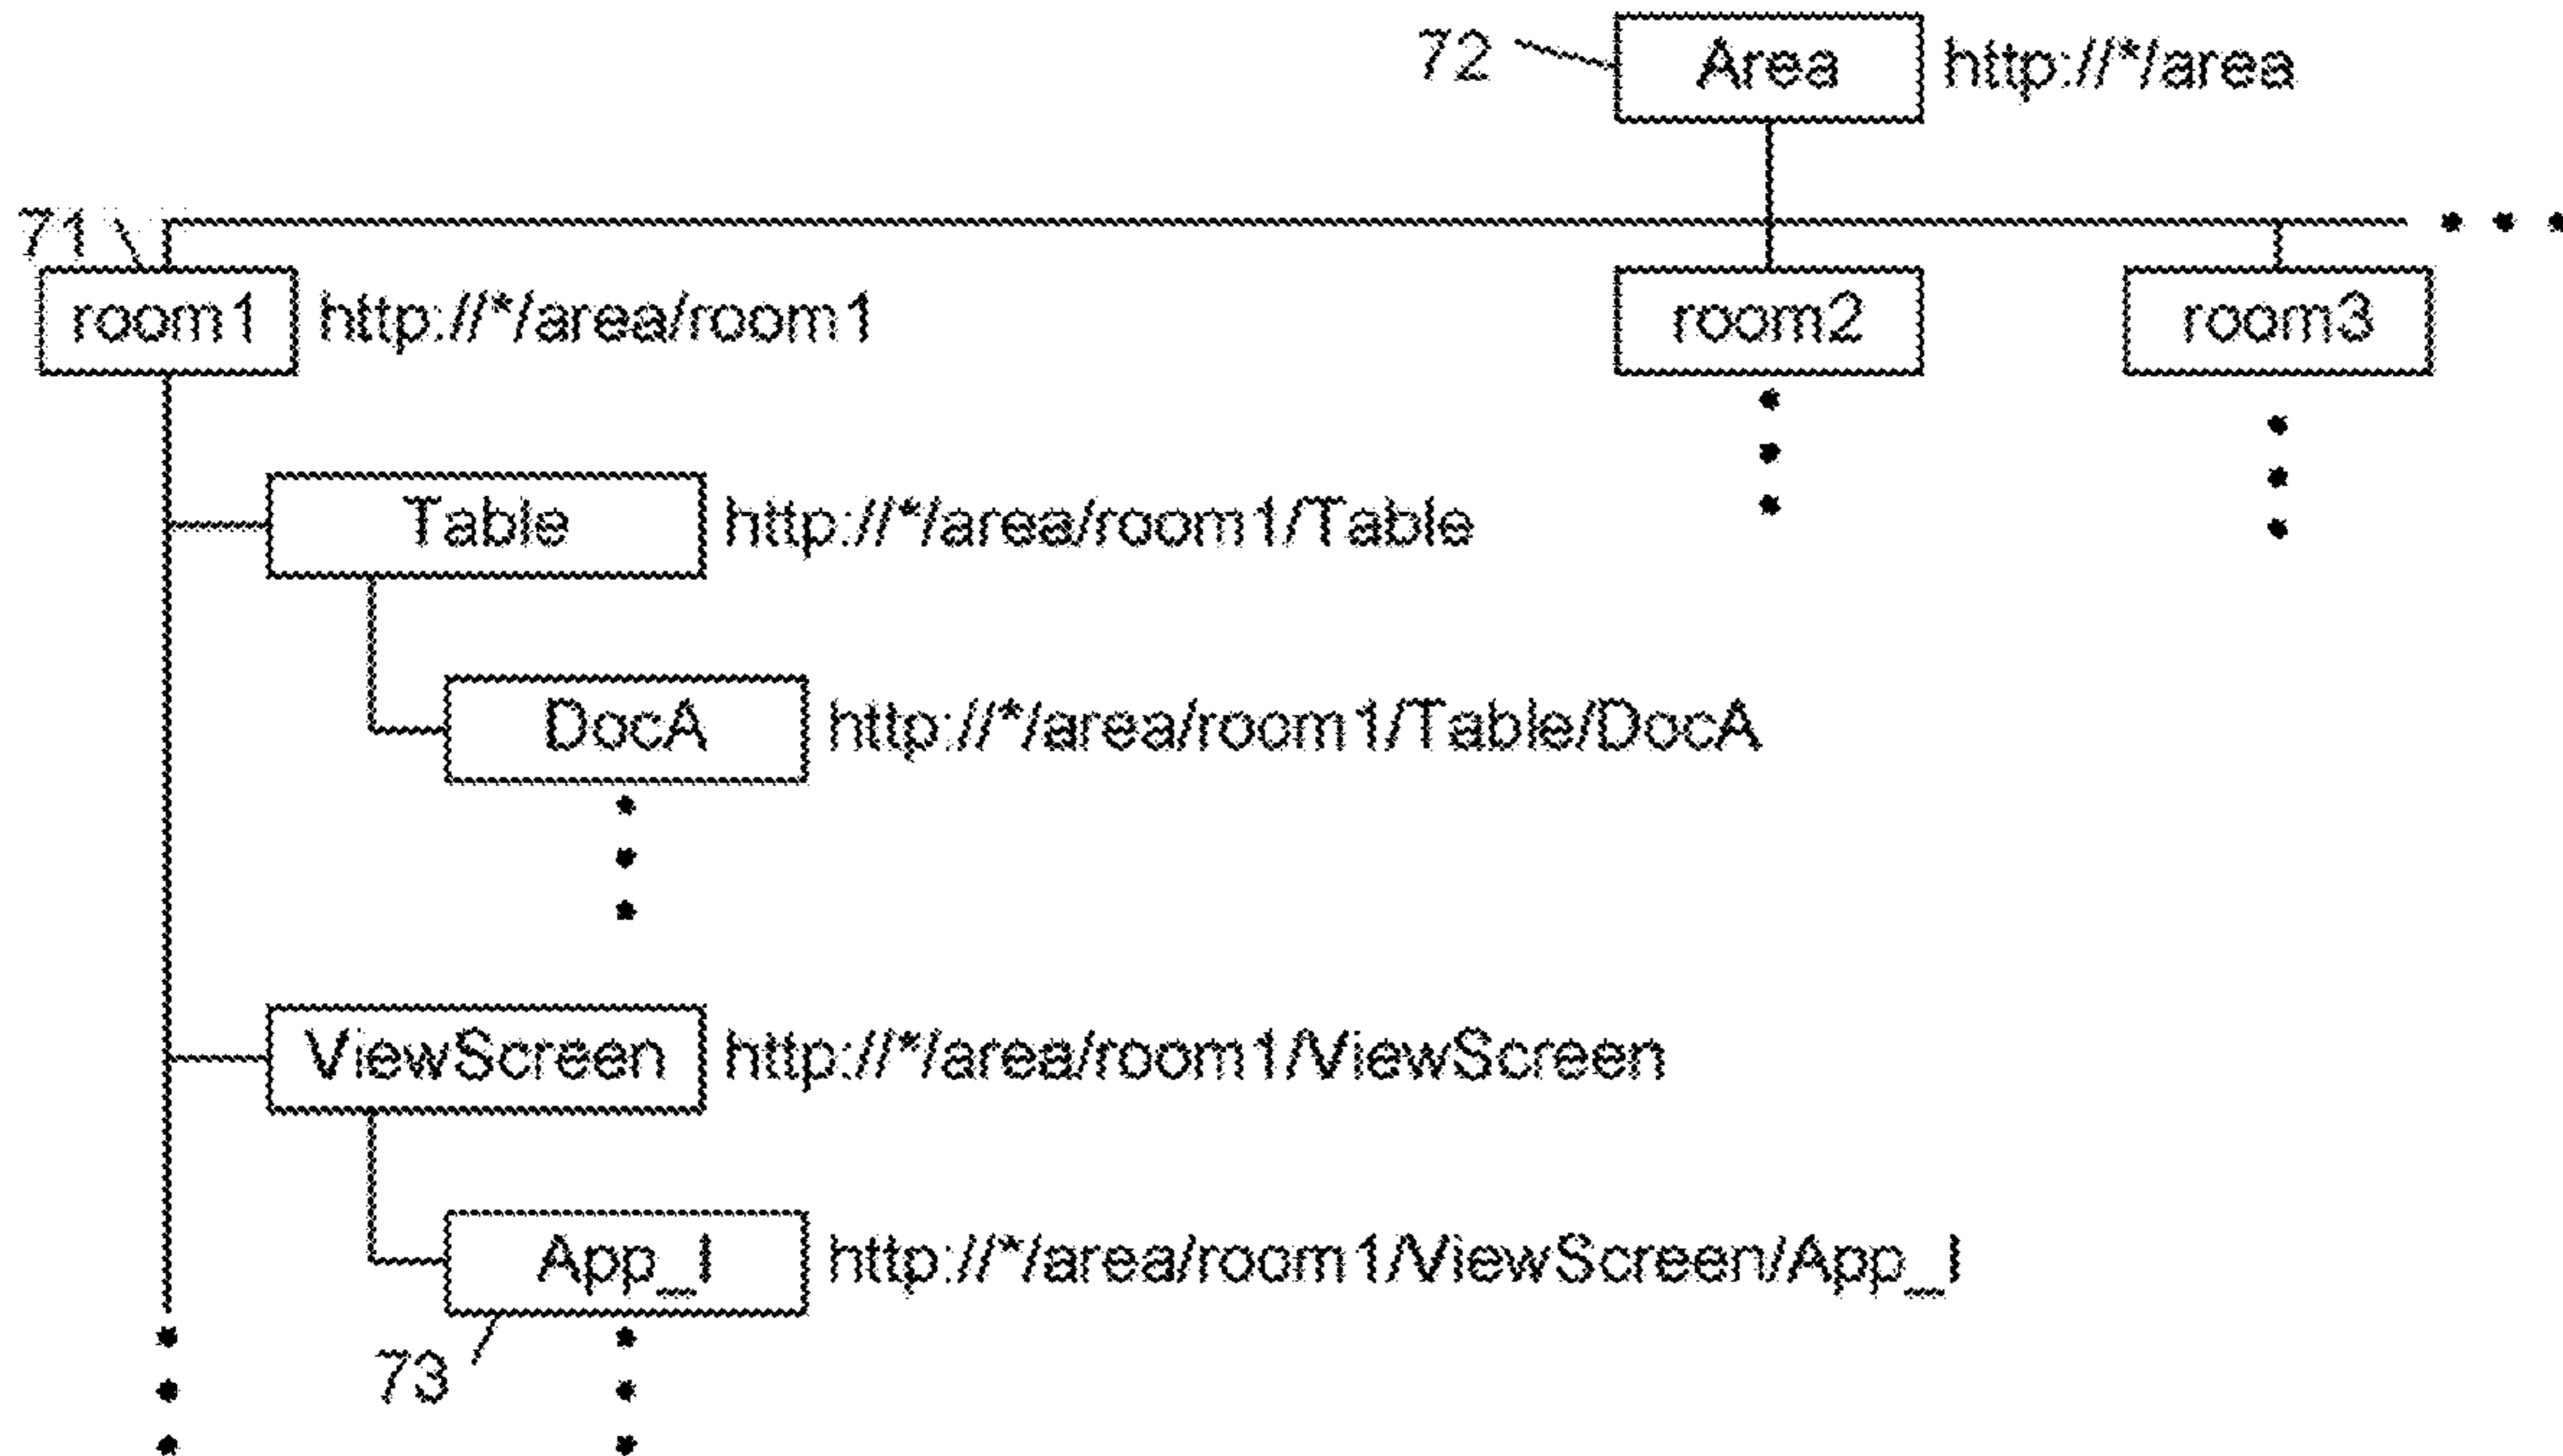 72 Area http://*/area
71
room1 http://*/area/room1 room2 room3
Table http://*/area/room1/Table
DocA http://*/area/room1/Table/DocA
ViewScreen http://*/area/room1/ViewScreen
App_I http://*/area/room1/ViewScreen/App_I
73